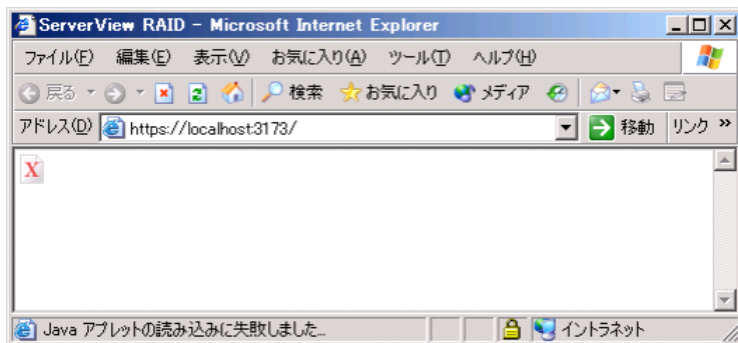 ServerView RAID - Microsoft Internet Explorer
ファイル(F) 編集(E) 表示(V) お気に入り(A) ツール(T) ヘルプ(H)
戻る 検索 お気に入り メディア
アドレス(D) https://localhost:3173/ 移動 リンク »
X
Java アプレットの読み込みに失敗しました... イントラネット